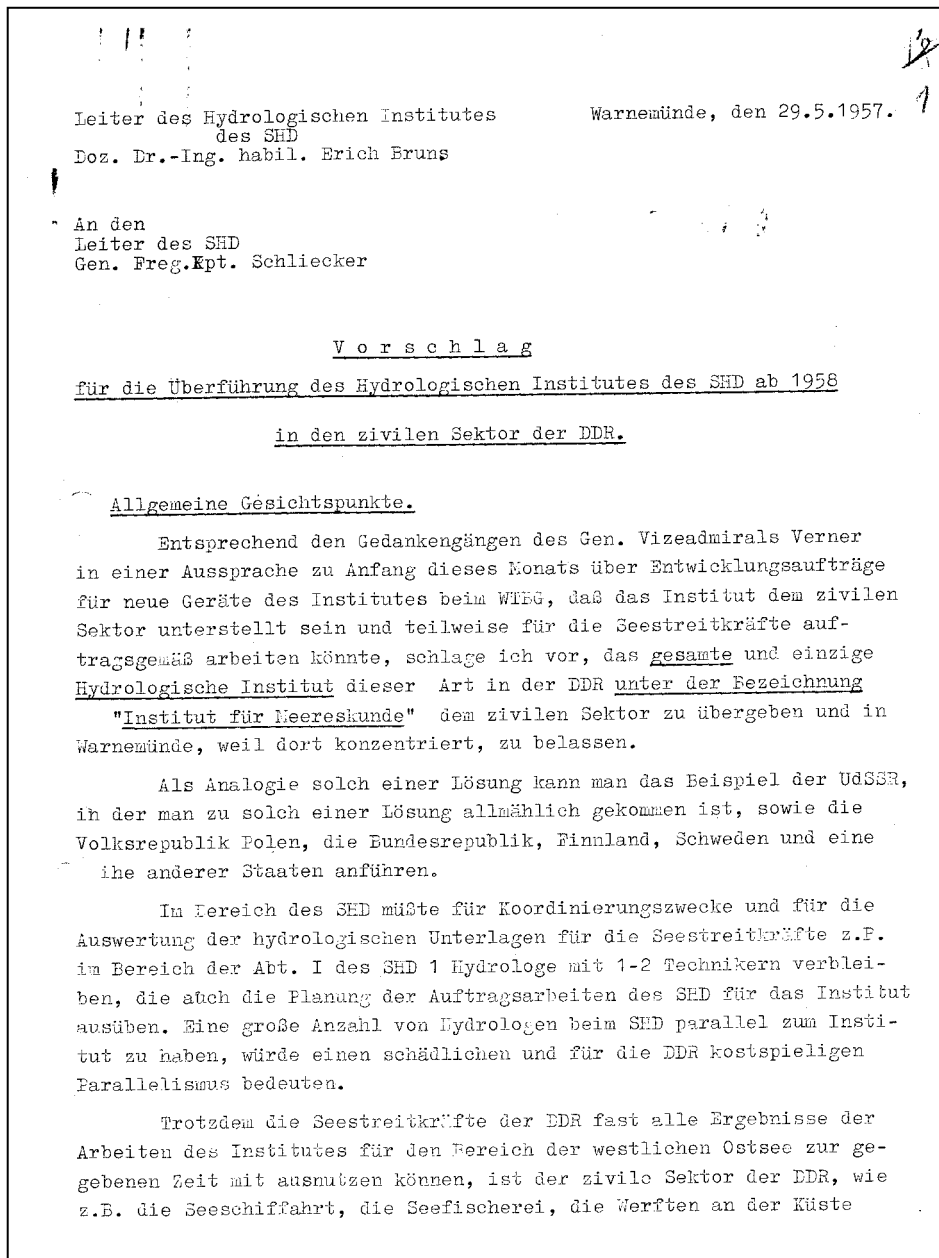 Leiter des Hydrologischen Institutes Warnemünde, den 29.5.1957. 1
des SHD
Doz. Dr.-Ing. habil. Erich Bruns
An den
Leiter des SHD
Gen. Freg.Kpt. Schliecker
V o r s c h l a g
für die Überführung des Hydrologischen Institutes des SHD ab 1958
in den zivilen Sektor der DDR.
Allgemeine Gesichtspunkte.
Entsprechend den Gedankengängen des Gen. Vizeadmirals Verner
in einer Aussprache zu Anfang dieses Monats über Entwicklungsaufträge
für neue Geräte des Institutes beim WTBG, daß das Institut dem zivilen
Sektor unterstellt sein und teilweise für die Seestreitkräfte auf-
tragsgemäß arbeiten könnte, schlage ich vor, das gesamte und einzige
Hydrologische Institut dieser Art in der DDR unter der Bezeichnung
"Institut für Meereskunde" dem zivilen Sektor zu übergeben und in
Warnemünde, weil dort konzentriert, zu belassen.
Als Analogie solch einer Lösung kann man das Beispiel der UdSSR,
in der man zu solch einer Lösung allmählich gekommen ist, sowie die
Volksrepublik Polen, die Bundesrepublik, Finnland, Schweden und eine
ihe anderer Staaten anführen.
Im Bereich des SHD müßte für Koordinierungszwecke und für die
Auswertung der hydrologischen Unterlagen für die Seestreitkräfte z.B.
im Bereich der Abt. I des SHD 1 Hydrologe mit 1-2 Technikern verblei-
ben, die auch die Planung der Auftragsarbeiten des SHD für das Institut
ausüben. Eine große Anzahl von Hydrologen beim SHD parallel zum Insti-
tut zu haben, würde einen schädlichen und für die DDR kostspieligen
Parallelismus bedeuten.
Trotzdem die Seestreitkräfte der DDR fast alle Ergebnisse der
Arbeiten des Institutes für den Bereich der westlichen Ostsee zur ge-
gebenen Zeit mit ausnutzen können, ist der zivile Sektor der DDR, wie
z.B. die Seeschiffahrt, die Seefischerei, die Werften an der Küste